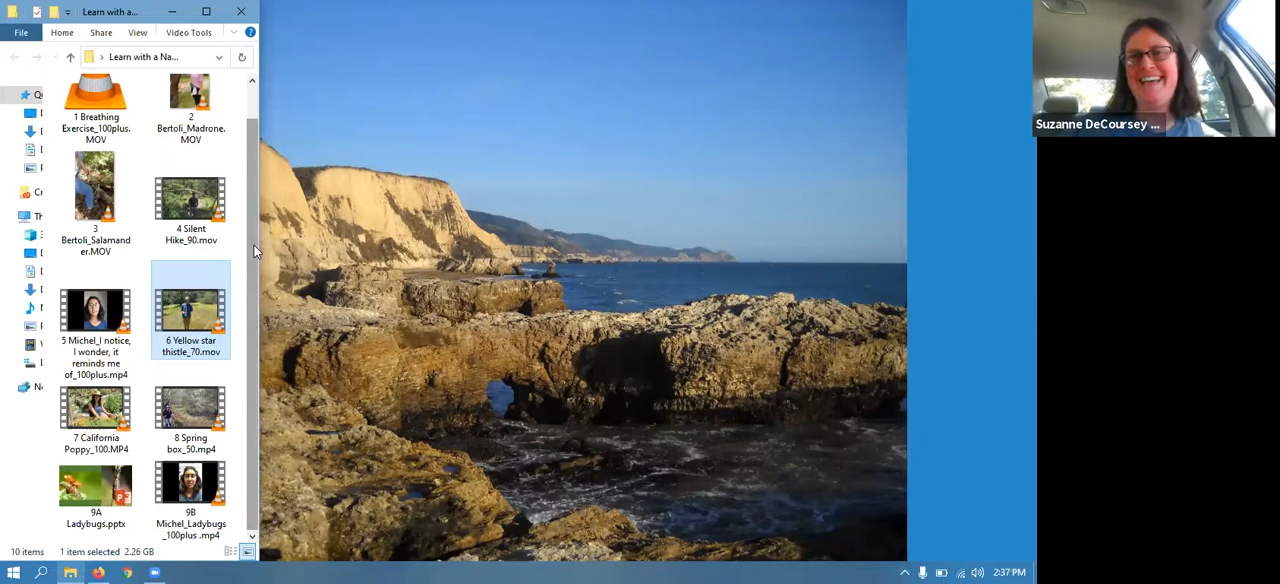 Learn with a...
File Home Share View Video Tools
Learn with a Na...
1 Breathing
Exercise_100plus.
MOV
2
Bertoli_Madrone.
MOV
3
Bertoli_Salamand
er.MOV
4 Silent
Hike_90.mov
5 Michel_I notice,
I wonder, it
reminds me
of_100plus.mp4
6 Yellow star
thistle_70.mov
7 California
Poppy_100.MP4
8 Spring
box_50.mp4
9A
Ladybugs.pptx
9B
Michel_Ladybugs
_100plus .mp4
10 items 1 item selected 2.26 GB
Suzanne DeCoursey ...
2:37 PM